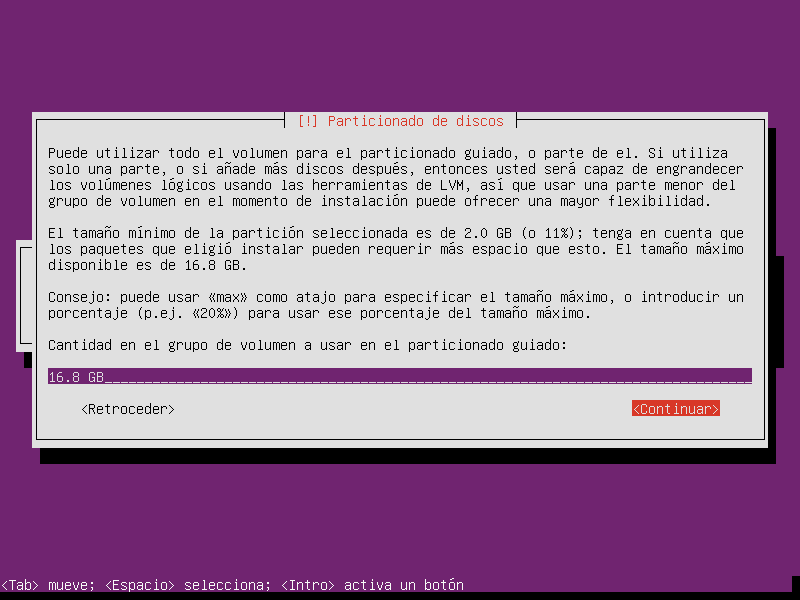 [!] Particionado de discos
Puede utilizar todo el volumen para el particionado guiado, o parte de el. Si utiliza
solo una parte, o si añade más discos después, entonces usted será capaz de engrandecer
los volúmenes lógicos usando las herramientas de LVM, así que usar una parte menor del
grupo de volumen en el momento de instalación puede ofrecer una mayor flexibilidad.
El tamaño mínimo de la partición seleccionada es de 2.0 GB (o 11%); tenga en cuenta que
los paquetes que eligió instalar pueden requerir más espacio que esto. El tamaño máximo
disponible es de 16.8 GB.
Consejo: puede usar «max» como atajo para especificar el tamaño máximo, o introducir un
porcentaje (p.ej. «20%») para usar ese porcentaje del tamaño máximo.
Cantidad en el grupo de volumen a usar en el particionado guiado:
16.8 GB
<Retroceder> <Continuar>
<Tab> mueve; <Espacio> selecciona; <Intro> activa un botón